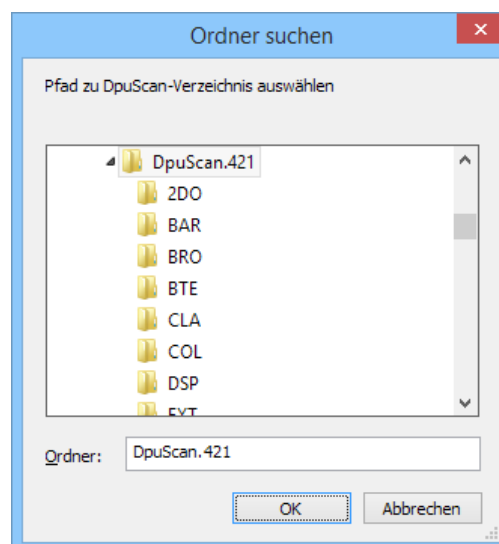 Ordner suchen
Pfad zu DpuScan-Verzeichnis auswählen
DpuScan.421
2DO
BAR
BRO
BTE
CLA
COL
DSP
EXT
Ordner: DpuScan.421
OK Abbrechen